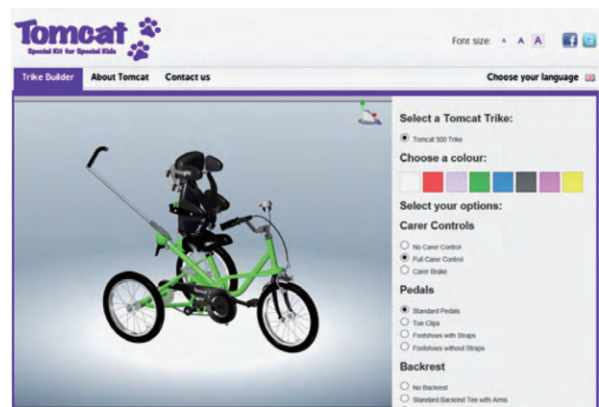 Tomcat
Special Kit for Special Kids
Font size: A A A
Trike Builder About Tomcat Contact us
Choose your language
Select a Tomcat Trike:
Tomcat 500 Trike
Choose a colour:
Select your options:
Carer Controls
No Carer Control
Full Carer Control
Carer Brake
Pedals
Standard Pedals
Toe Clips
Footshoes with Straps
Footshoes without Straps
Backrest
No Backrest
Standard Backrest Tee with Arms